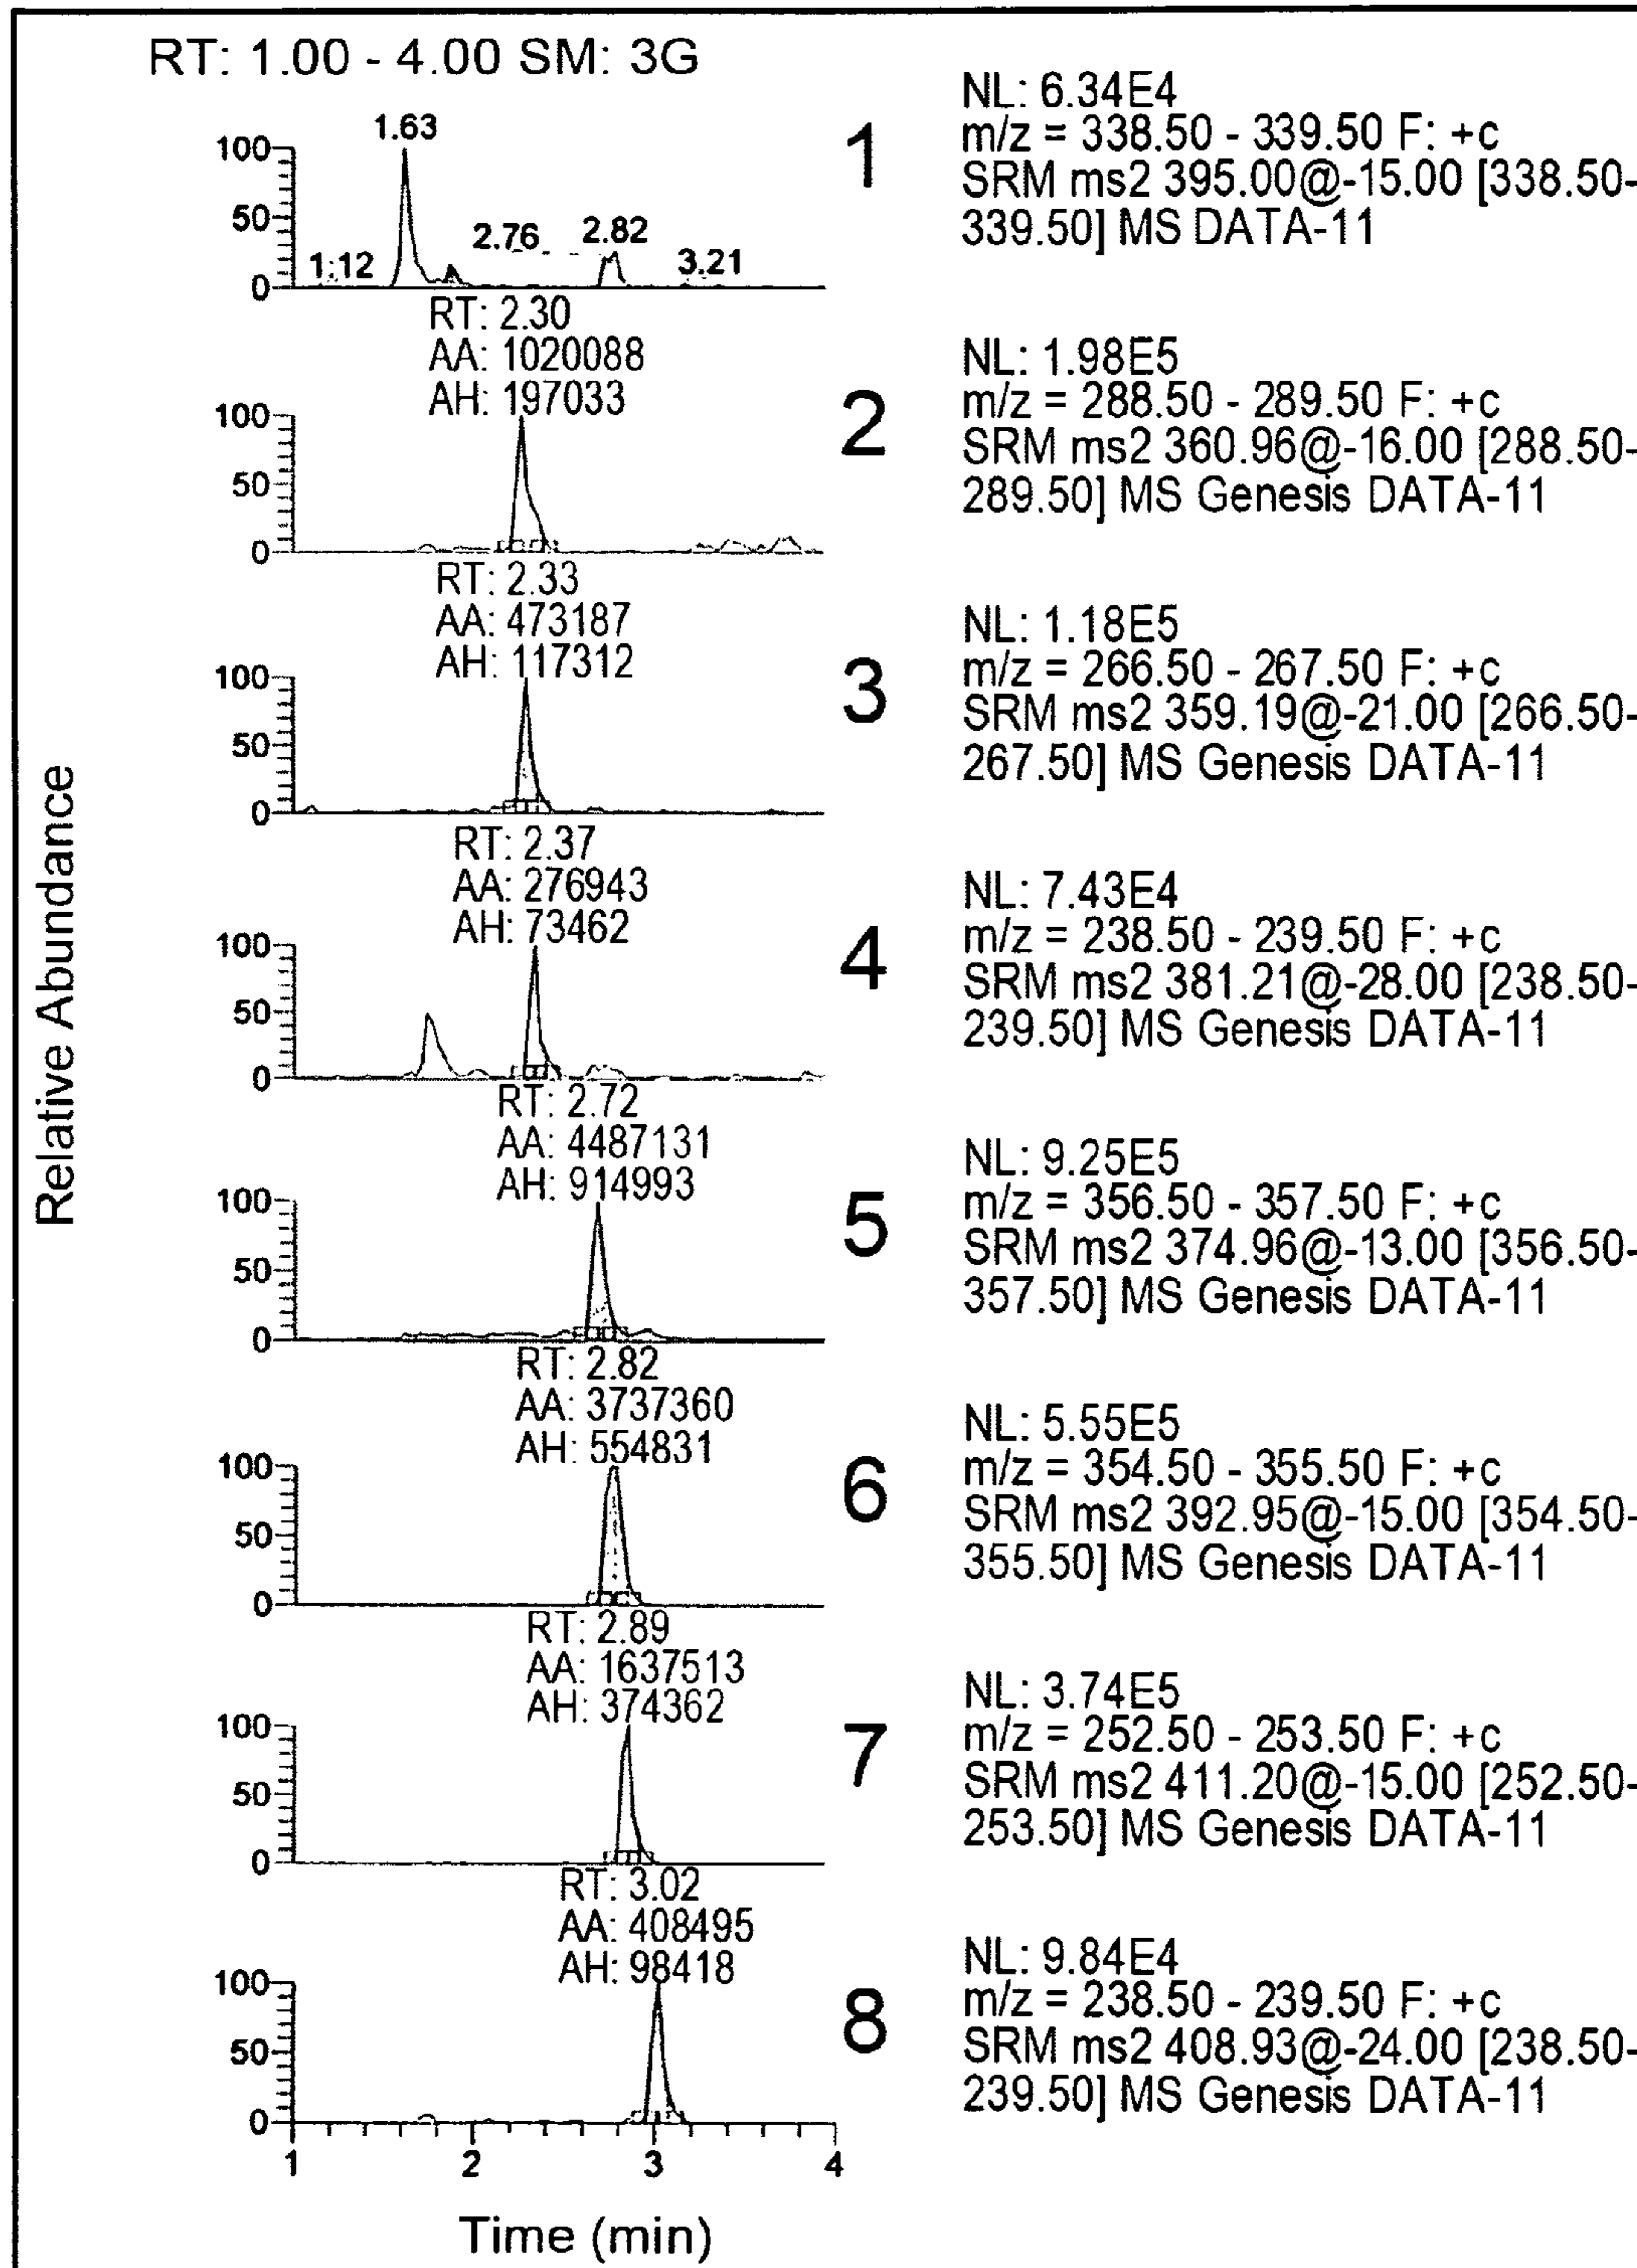 RT: 1.00 - 4.00 SM: 3G
Relative Abundance
100
50
0
1.12
1.63
2.76
2.82
3.21
1
NL: 6.34E4
m/z = 338.50 - 339.50 F: +c
SRM ms2 395.00@-15.00 [338.50-
339.50] MS DATA-11
RT: 2.30
AA: 1020088
AH: 197033
100
50
0
2
NL: 1.98E5
m/z = 288.50 - 289.50 F: +c
SRM ms2 360.96@-16.00 [288.50-
289.50] MS Genesis DATA-11
RT: 2.33
AA: 473187
AH: 117312
100
50
0
3
NL: 1.18E5
m/z = 266.50 - 267.50 F: +c
SRM ms2 359.19@-21.00 [266.50-
267.50] MS Genesis DATA-11
RT: 2.37
AA: 276943
AH: 73462
100
50
0
4
NL: 7.43E4
m/z = 238.50 - 239.50 F: +c
SRM ms2 381.21@-28.00 [238.50-
239.50] MS Genesis DATA-11
RT: 2.72
AA: 4487131
AH: 914993
100
50
0
5
NL: 9.25E5
m/z = 356.50 - 357.50 F: +c
SRM ms2 374.96@-13.00 [356.50-
357.50] MS Genesis DATA-11
RT: 2.82
AA: 3737360
AH: 554831
100
50
0
6
NL: 5.55E5
m/z = 354.50 - 355.50 F: +c
SRM ms2 392.95@-15.00 [354.50-
355.50] MS Genesis DATA-11
RT: 2.89
AA: 1637513
AH: 374362
100
50
0
7
NL: 3.74E5
m/z = 252.50 - 253.50 F: +c
SRM ms2 411.20@-15.00 [252.50-
253.50] MS Genesis DATA-11
RT: 3.02
AA: 408495
AH: 98418
100
50
0
8
NL: 9.84E4
m/z = 238.50 - 239.50 F: +c
SRM ms2 408.93@-24.00 [238.50-
239.50] MS Genesis DATA-11
1 2 3 4
Time (min)